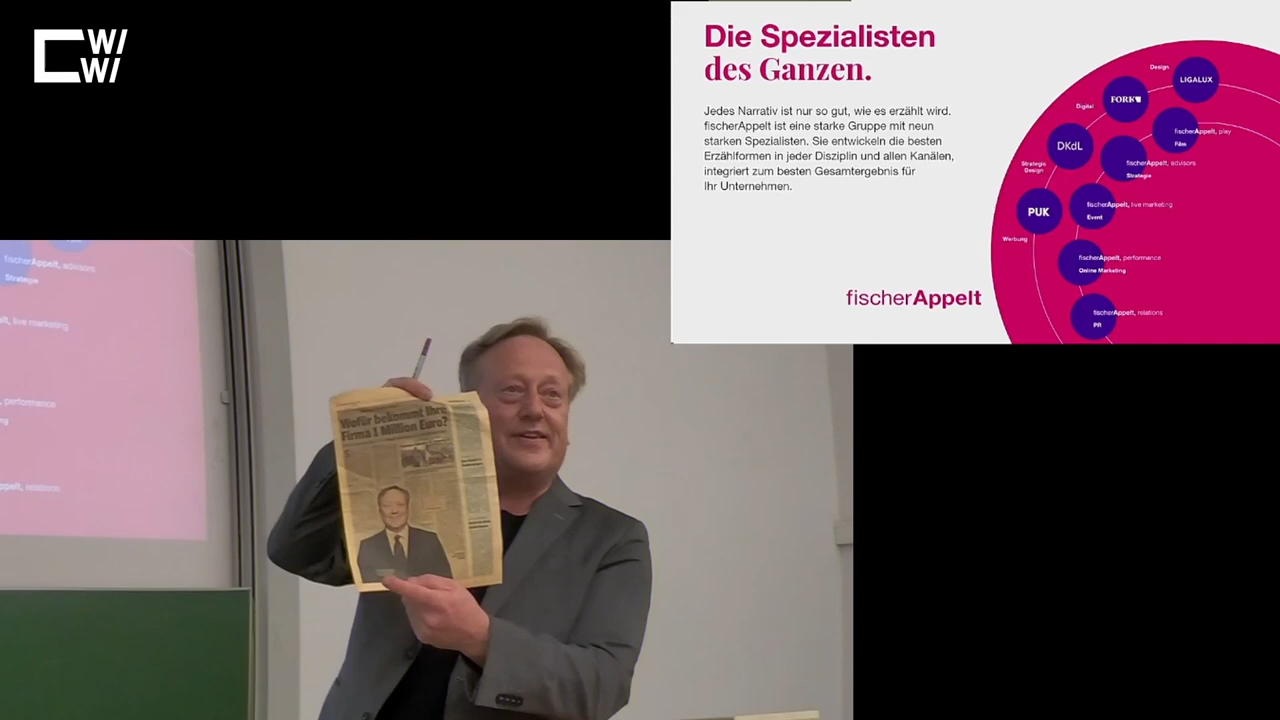 CWWW
Die Spezialisten
des Ganzen.
Jedes Narrativ ist nur so gut, wie es erzählt wird.
fischerAppelt ist eine starke Gruppe mit neun
starken Spezialisten. Sie entwickeln die besten
Erzählformen in jeder Disziplin und allen Kanälen,
integriert zum besten Gesamtergebnis für
Ihr Unternehmen.
fischerAppelt
Design
LIGALUX
Digital
FORK
fischerAppelt, play
Film
DKdL
Strategic
Design
fischerAppelt, advisors
Strategie
PUK
Werbung
fischerAppelt, live marketing
Event
fischerAppelt, performance
Online Marketing
fischerAppelt, relations
PR
fischerAppelt, advisors
Strategie
lt, live marketing
, performance
ppelt, relations
Wofür bekommt Ihre
Firma 1 Million Euro?